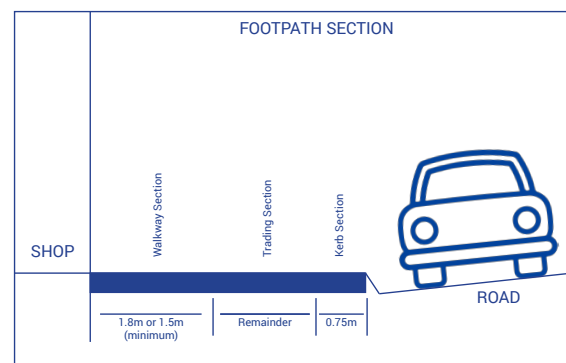 FOOTPATH SECTION
Walkway Section
Trading Section
Kerb Section
SHOP
ROAD
1.8m or 1.5m
(minimum)
Remainder
0.75m